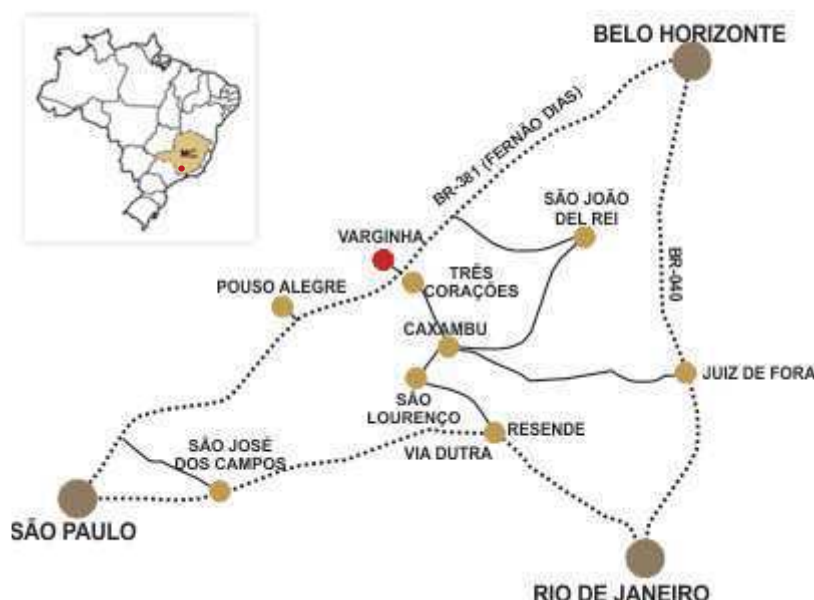 BELO HORIZONTE
MG
BR-381 (FERNÃO DIAS)
SÃO JOÃO
DEL REI
VARGINHA
BR-040
POUSO ALEGRE
TRÊS
CORAÇÕES
CAXAMBU
JUIZ DE FORA
SÃO
LOURENÇO
RESENDE
SÃO JOSÉ
DOS CAMPOS
VIA DUTRA
SÃO PAULO
RIO DE JANEIRO